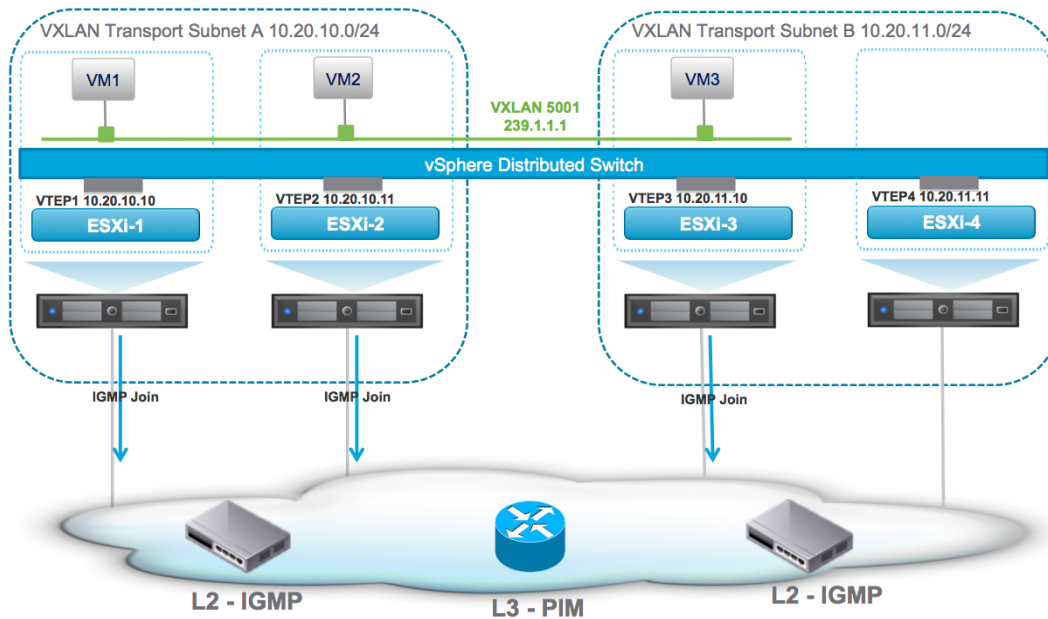 VXLAN Transport Subnet A 10.20.10.0/24
VXLAN Transport Subnet B 10.20.11.0/24
VM1
VM2
VM3
VXLAN 5001
239.1.1.1
vSphere Distributed Switch
VTEP1 10.20.10.10
VTEP2 10.20.10.11
VTEP3 10.20.11.10
VTEP4 10.20.11.11
ESXi-1
ESXi-2
ESXi-3
ESXi-4
IGMP Join
IGMP Join
IGMP Join
L2 - IGMP
L3 - PIM
L2 - IGMP